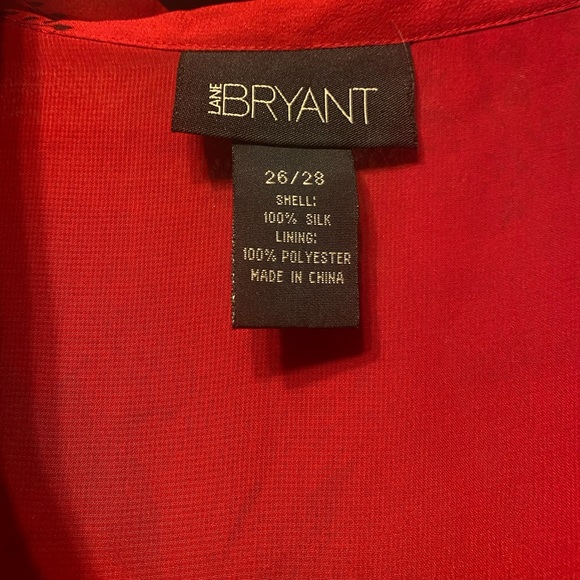 LANE BRYANT
26/28
SHELL:
100% SILK
LINING:
100% POLYESTER
MADE IN CHINA